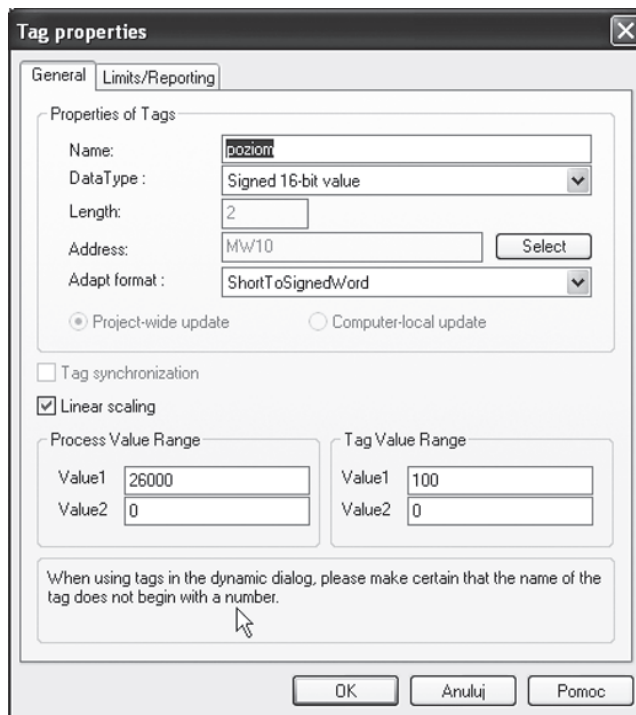 Tag properties
General Limits/Reporting
Properties of Tags
Name: poziom
DataType : Signed 16-bit value
Length: 2
Address: MW10 Select
Adapt format : ShortToSignedWord
Project-wide update Computer-local update
Tag synchronization
Linear scaling
Process Value Range Tag Value Range
Value1 26000 Value1 100
Value2 0 Value2 0
When using tags in the dynamic dialog, please make certain that the name of the
tag does not begin with a number.
OK Anuluj Pomoc